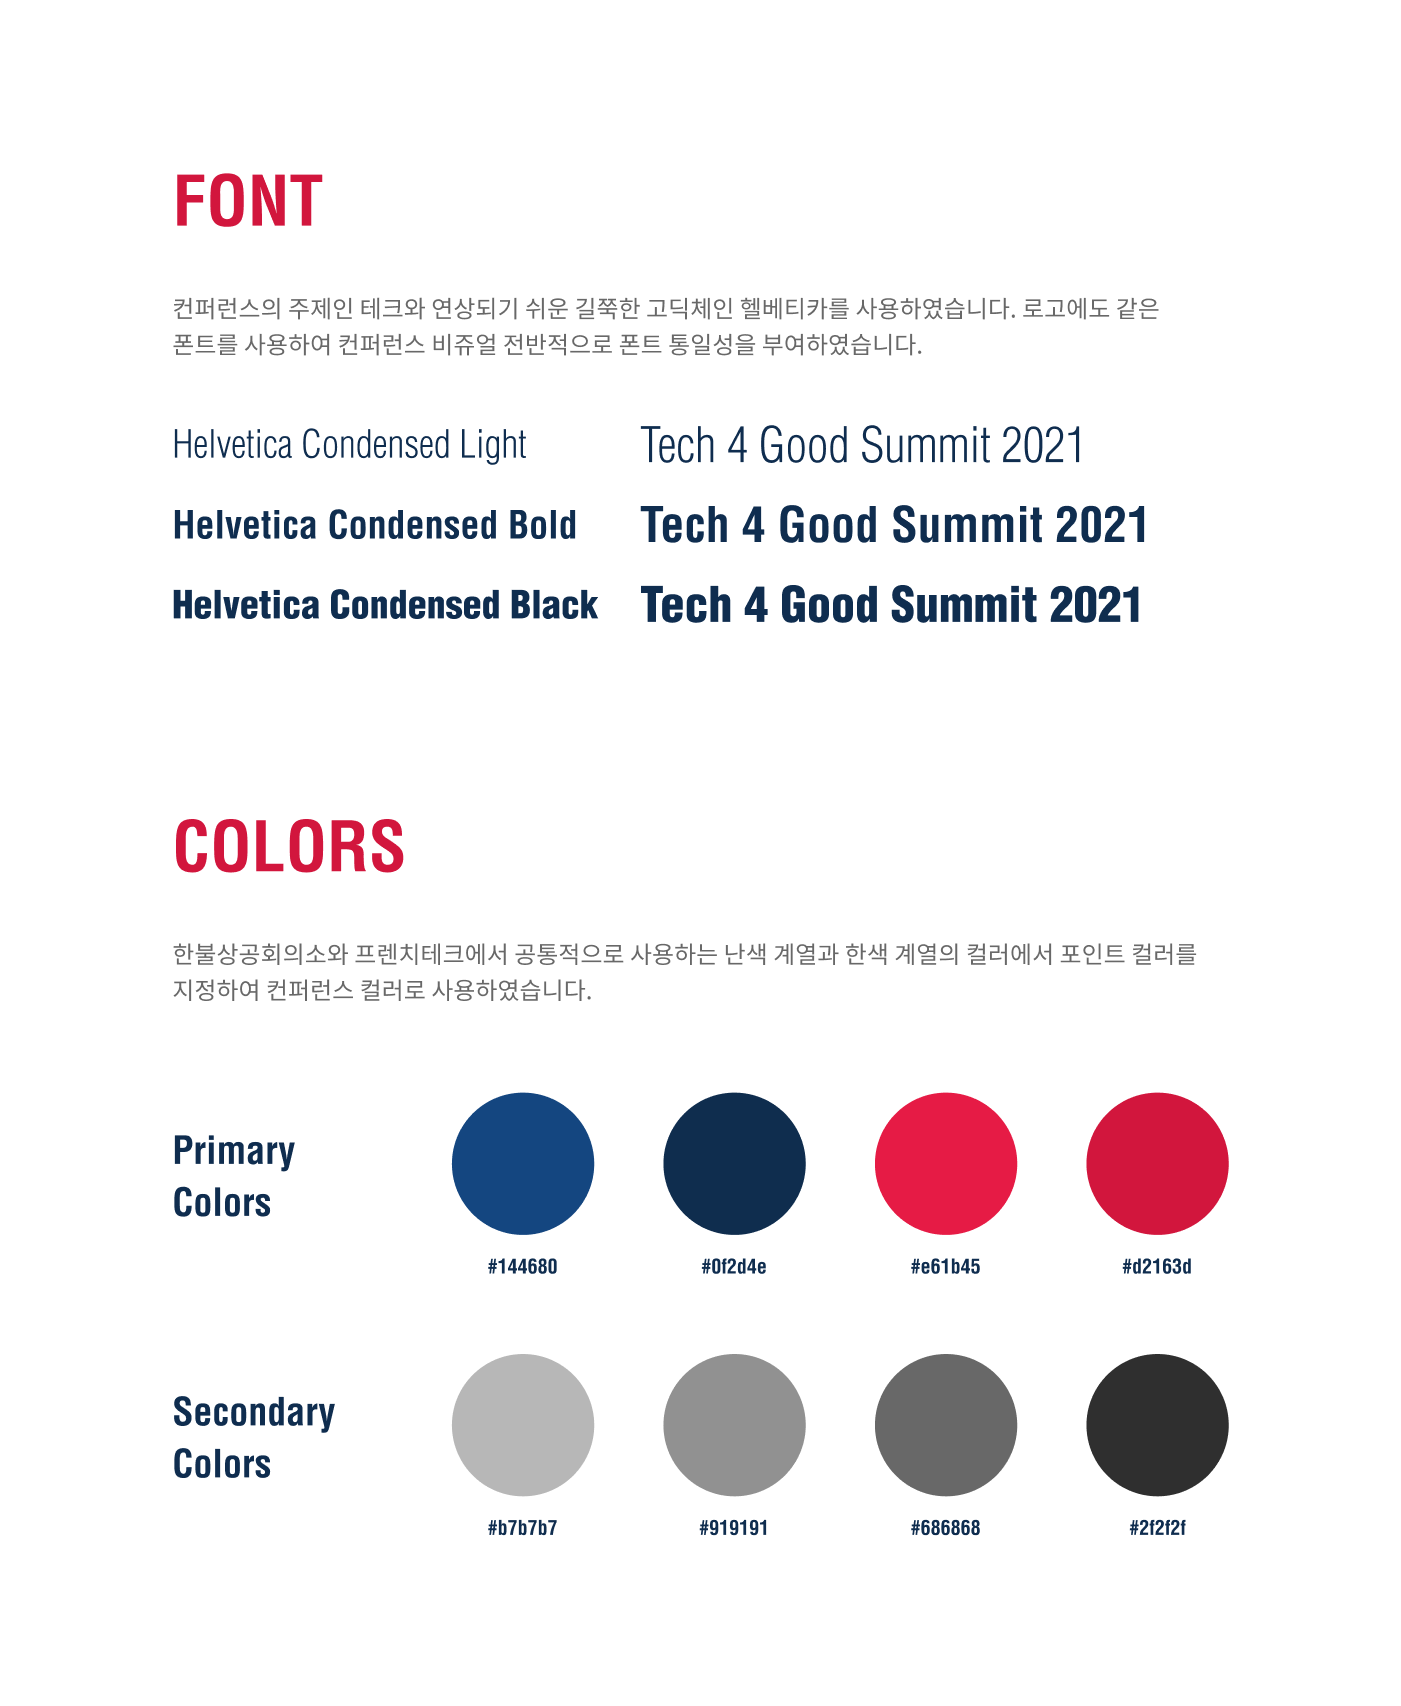 FONT
컨퍼런스의 주제인 테크와 연상되기 쉬운 길쭉한 고딕체인 헬베티카를 사용하였습니다. 로고에도 같은
폰트를 사용하여 컨퍼런스 비쥬얼 전반적으로 폰트 통일성을 부여하였습니다.
Helvetica Condensed Light Tech 4 Good Summit 2021
Helvetica Condensed Bold Tech 4 Good Summit 2021
Helvetica Condensed Black Tech 4 Good Summit 2021
COLORS
한불상공회의소와 프렌치테크에서 공통적으로 사용하는 난색 계열과 한색 계열의 컬러에서 포인트 컬러를
지정하여 컨퍼런스 컬러로 사용하였습니다.
Primary
Colors
#144680 #0f2d4e #e61b45 #d2163d
Secondary
Colors
#b7b7b7 #919191 #686868 #2f2f2f